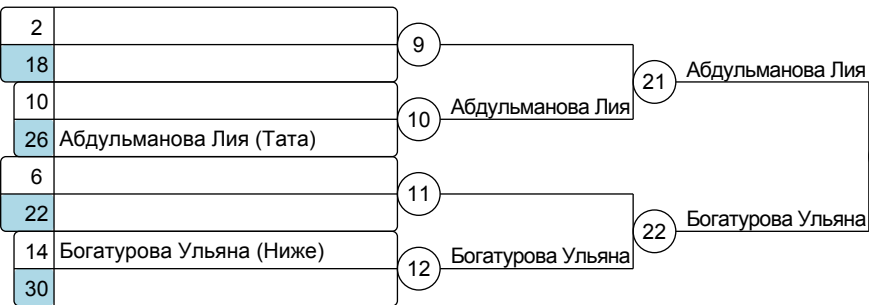 2
9
18
21 Абдульманова Лия
10
10 Абдульманова Лия
26 Абдульманова Лия (Тата)
6
11
22
22 Богатурова Ульяна
14 Богатурова Ульяна (Ниже)
12 Богатурова Ульяна
30